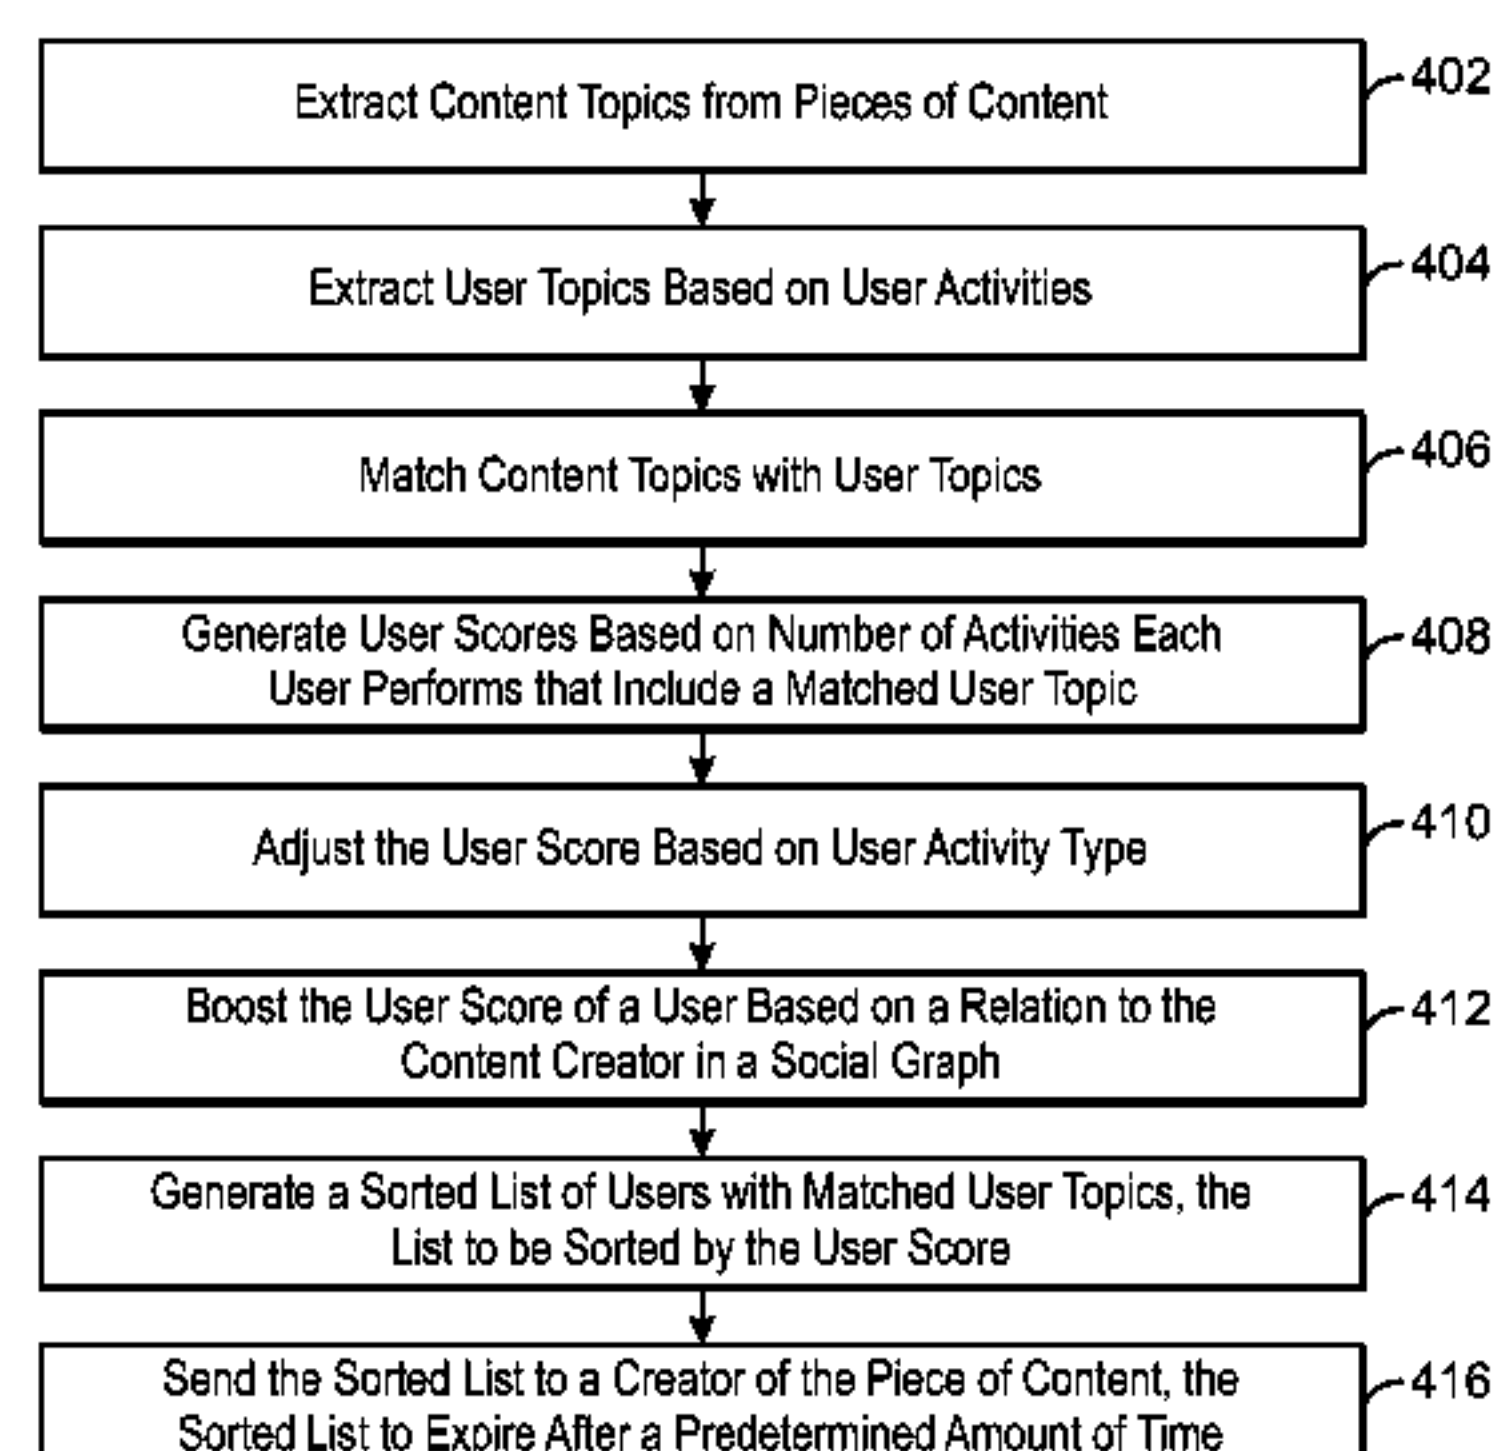 Extract Content Topics from Pieces of Content
402
Extract User Topics Based on User Activities
404
Match Content Topics with User Topics
406
Generate User Scores Based on Number of Activities Each
User Performs that Include a Matched User Topic
408
Adjust the User Score Based on User Activity Type
410
Boost the User Score of a User Based on a Relation to the
Content Creator in a Social Graph
412
Generate a Sorted List of Users with Matched User Topics, the
List to be Sorted by the User Score
414
Send the Sorted List to a Creator of the Piece of Content, the
Sorted List to Expire After a Predetermined Amount of Time
416